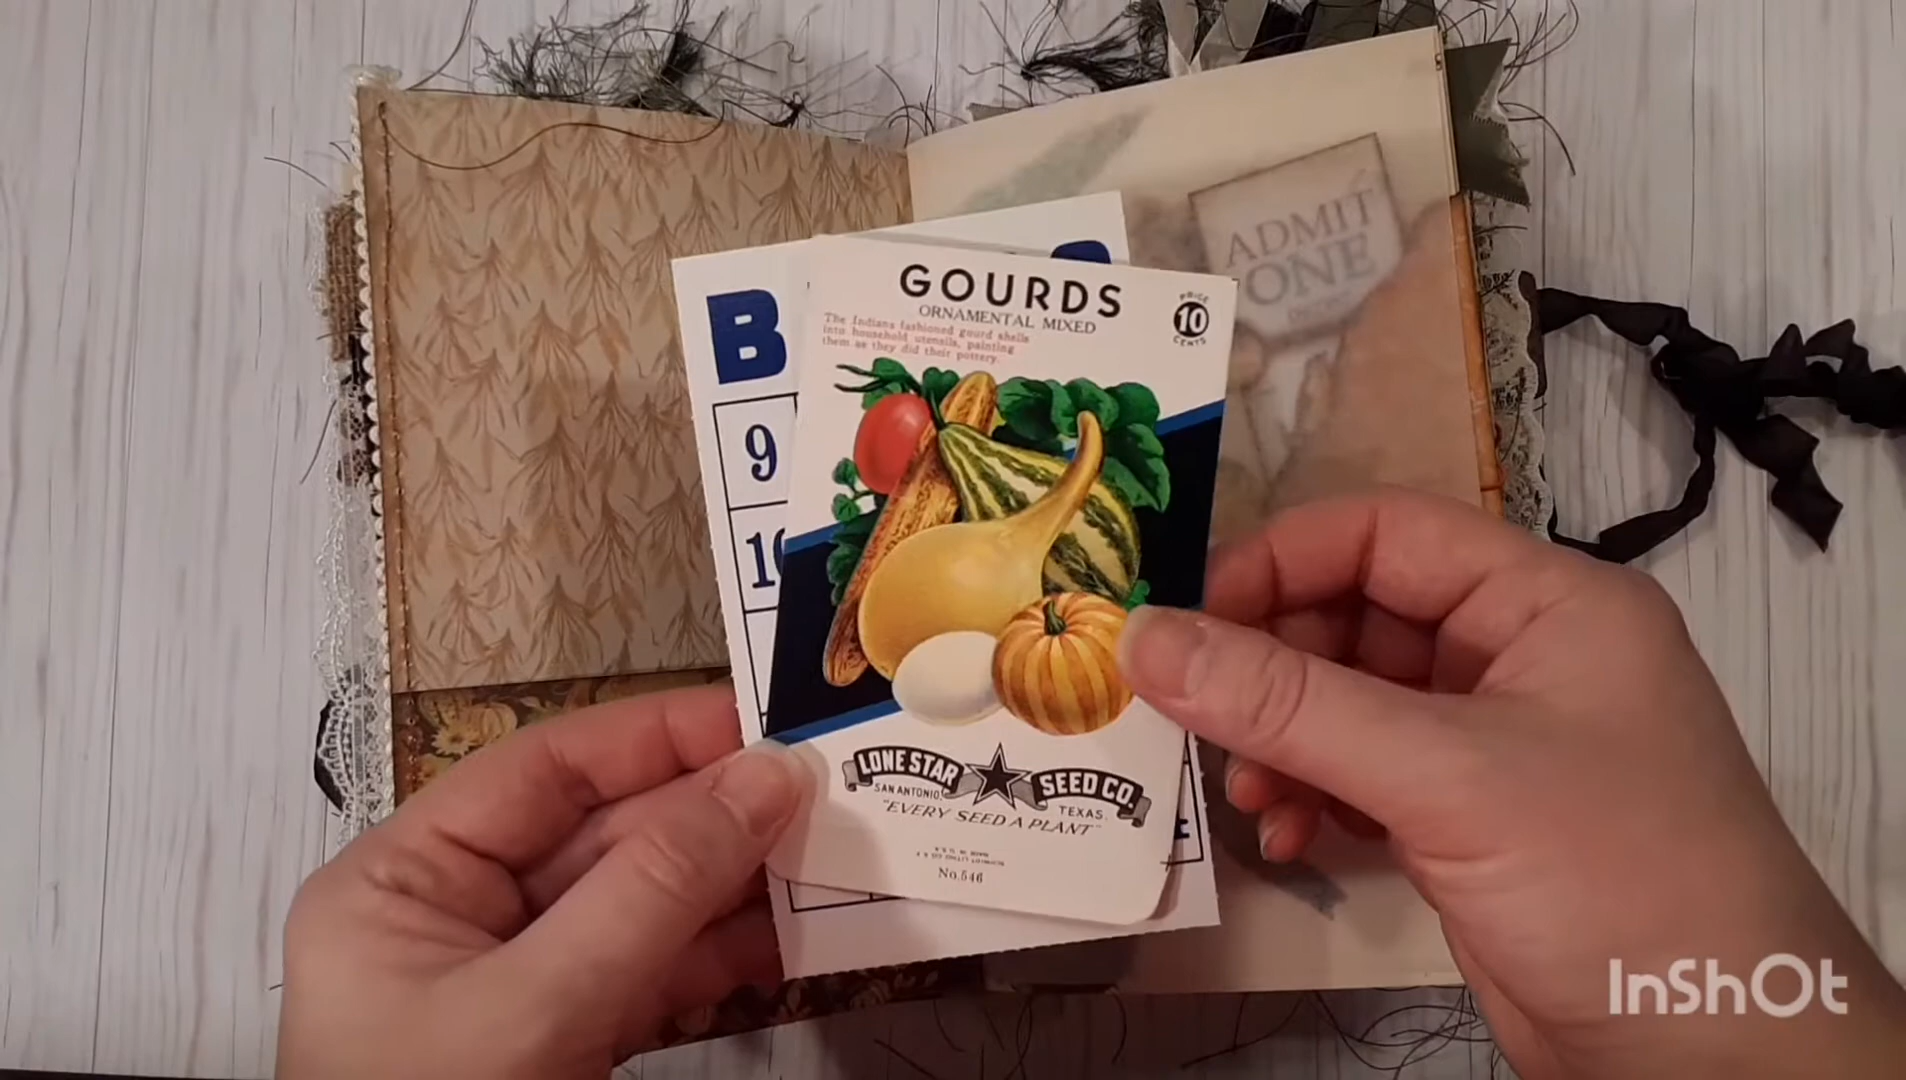 ADMIT
ONE
B
9
GOURDS
ORNAMENTAL MIXED
PRICE
10
CENTS
The Indians fashioned gourd shells
into household utensils, painting
them as they did their pottery.
LONE STAR SEED CO.
SAN ANTONIO, TEXAS.
"EVERY SEED A PLANT"
No.546
InShOt